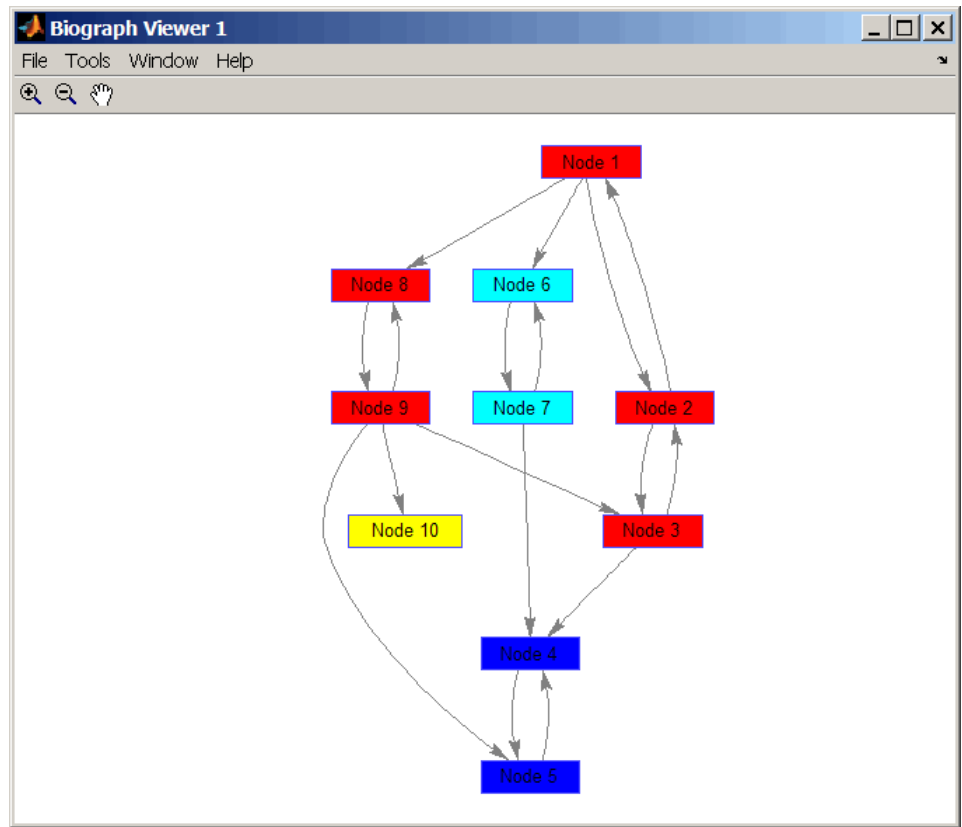 Biograph Viewer 1
File Tools Window Help
Node 1
Node 8 Node 6
Node 9 Node 7 Node 2
Node 10 Node 3
Node 4
Node 5